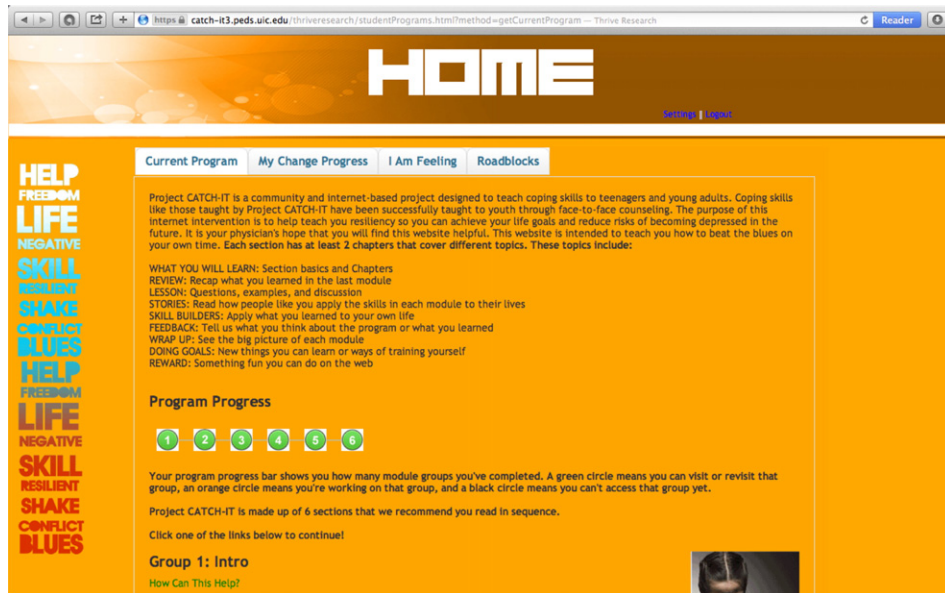 https catch-it3.peds.uic.edu/thriveresearch/studentPrograms.html?method=getCurrentProgram — Thrive Research
Reader
HOME
Settings | Logout
HELP
FREEDOM
LIFE
NEGATIVE
SKILL
RESILIENT
SHAKE
CONFLICT
BLUES
HELP
FREEDOM
LIFE
NEGATIVE
SKILL
RESILIENT
SHAKE
CONFLICT
BLUES
Current Program My Change Progress I Am Feeling Roadblocks
Project CATCH-IT is a community and internet-based project designed to teach coping skills to teenagers and young adults. Coping skills
like those taught by Project CATCH-IT have been successfully taught to youth through face-to-face counseling. The purpose of this
internet intervention is to help teach you resiliency so you can achieve your life goals and reduce risks of becoming depressed in the
future. It is your physician's hope that you will find this website helpful. This website is intended to teach you how to beat the blues on
your own time. Each section has at least 2 chapters that cover different topics. These topics include:
WHAT YOU WILL LEARN: Section basics and Chapters
REVIEW: Recap what you learned in the last module
LESSON: Questions, examples, and discussion
STORIES: Read how people like you apply the skills in each module to their lives
SKILL BUILDERS: Apply what you learned to your own life
FEEDBACK: Tell us what you think about the program or what you learned
WRAP UP: See the big picture of each module
DOING GOALS: New things you can learn or ways of training yourself
REWARD: Something fun you can do on the web
Program Progress
1 2 3 4 5 6
Your program progress bar shows you how many module groups you've completed. A green circle means you can visit or revisit that
group, an orange circle means you're working on that group, and a black circle means you can't access that group yet.
Project CATCH-IT is made up of 6 sections that we recommend you read in sequence.
Click one of the links below to continue!
Group 1: Intro
How Can This Help?